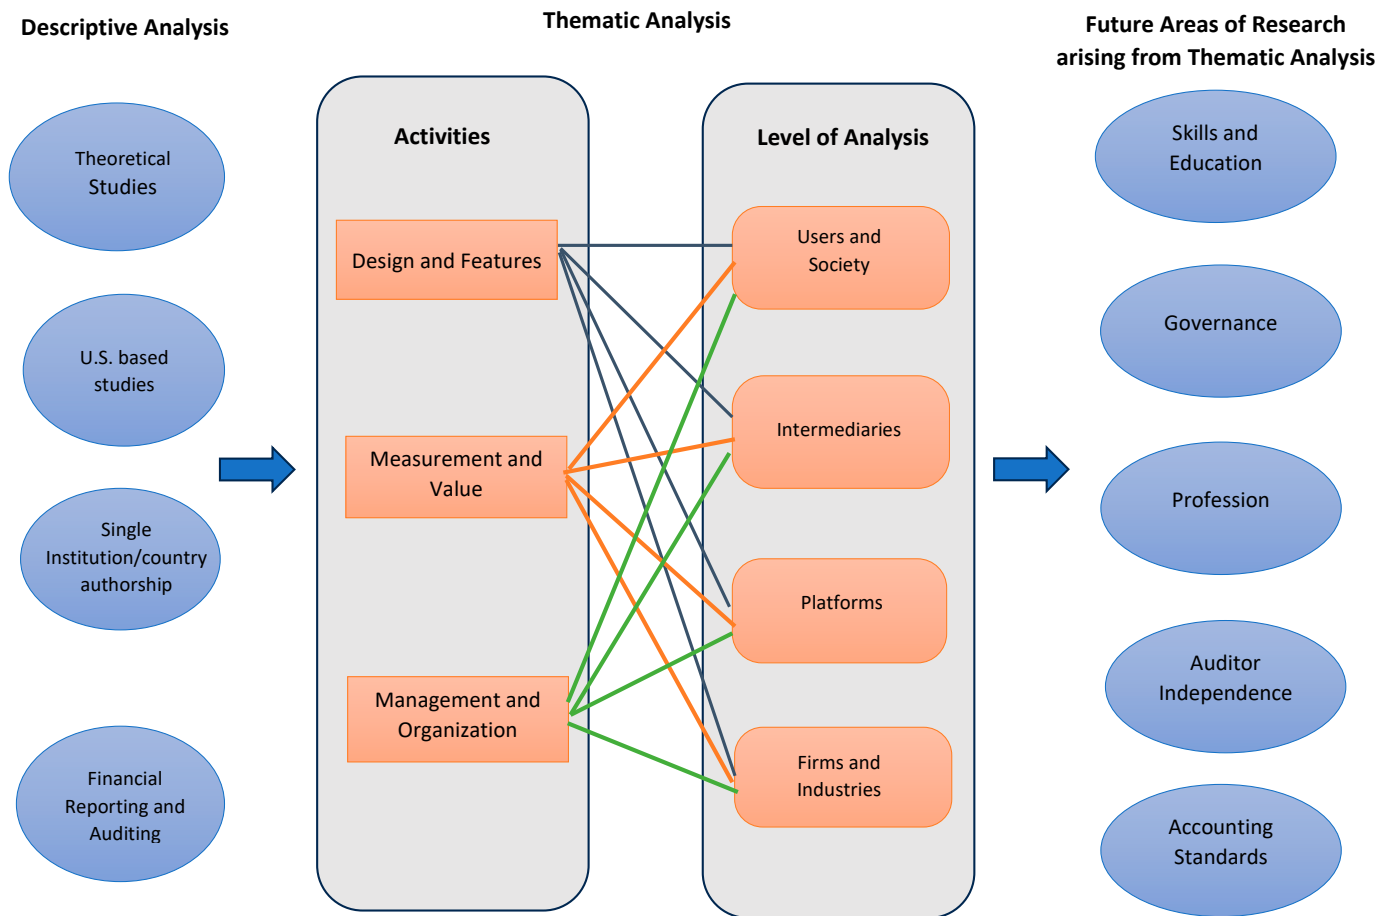 Descriptive Analysis
Theoretical
Studies
U.S. based
studies
Single
Institution/country
authorship
Financial
Reporting and
Auditing
Thematic Analysis
Activities
Design and Features
Measurement and
Value
Management and
Organization
Level of Analysis
Users and
Society
Intermediaries
Platforms
Firms and
Industries
Future Areas of Research
arising from Thematic Analysis
Skills and
Education
Governance
Profession
Auditor
Independence
Accounting
Standards